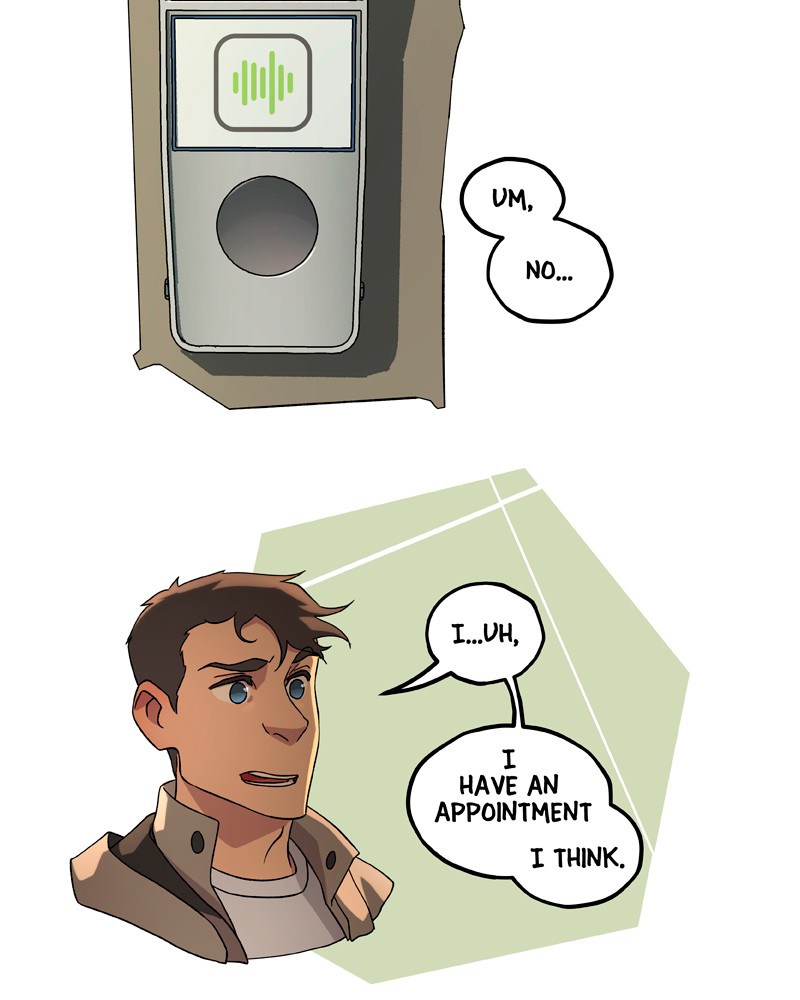 UM,
NO...
I...UH,
I
HAVE AN
APPOINTMENT
I THINK.